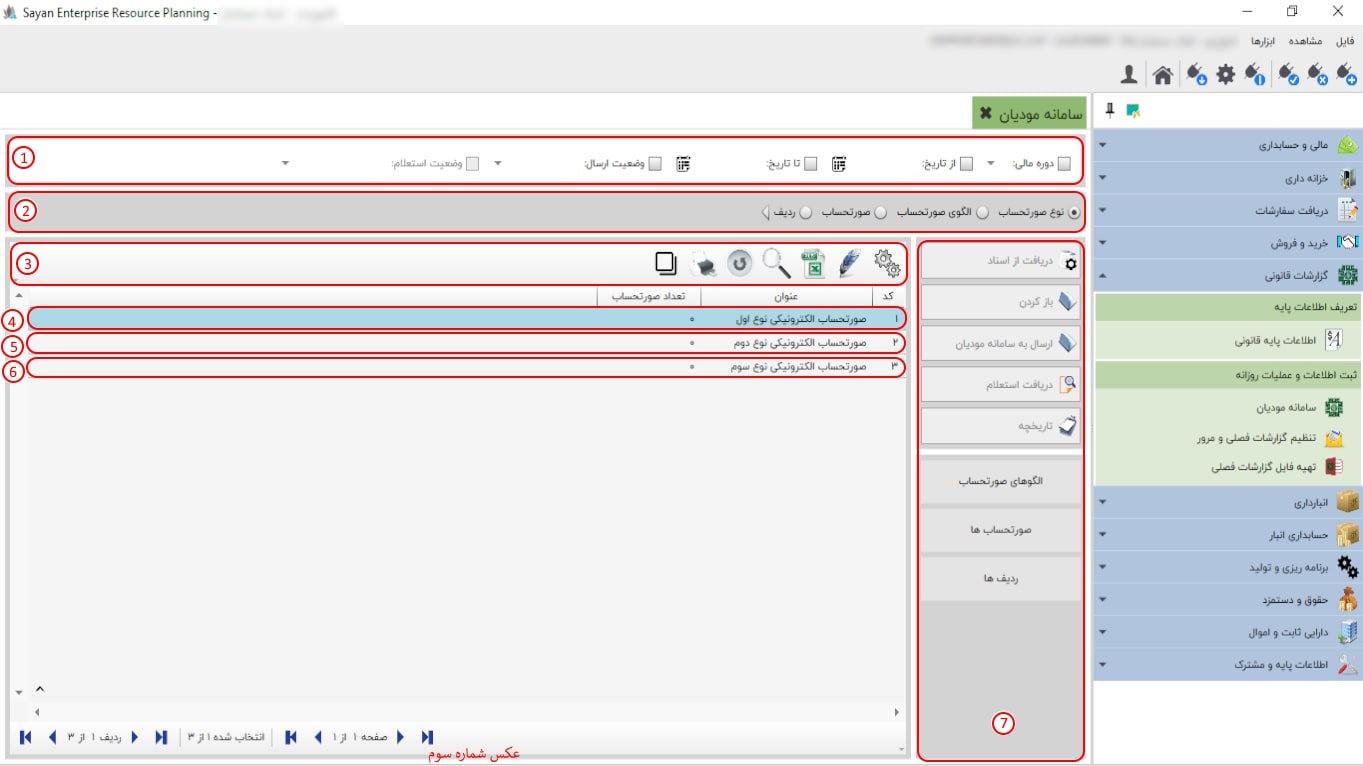 Sayan Enterprise Resource Planning -
فایل مشاهده ابزارها
سامانه مودیان
1
دوره مالی: از تاریخ: تا تاریخ: وضعیت ارسال: وضعیت استعلام:
2
نوع صورتحساب الگوی صورتحساب صورتحساب ردیف
3
کد عنوان تعداد صورتحساب
4
۱ صورتحساب الکترونیکی نوع اول ۰
5
۲ صورتحساب الکترونیکی نوع دوم ۰
6
۳ صورتحساب الکترونیکی نوع سوم ۰
ردیف ۱ از ۳
انتخاب شده ۱ از ۳
صفحه ۱ از ۱
عکس شماره سوم
دریافت از اسناد
باز کردن
ارسال به سامانه مودیان
دریافت استعلام
تاریخچه
الگوهای صورتحساب
صورتحساب ها
ردیف ها
7
مالی و حسابداری
خزانه داری
دریافت سفارشات
خرید و فروش
گزارشات قانونی
تعریف اطلاعات پایه
اطلاعات پایه قانونی
ثبت اطلاعات و عملیات روزانه
سامانه مودیان
تنظیم گزارشات فصلی و مرور
تهیه فایل گزارشات فصلی
انبارداری
حسابداری انبار
برنامه ریزی و تولید
حقوق و دستمزد
دارایی ثابت و اموال
اطلاعات پایه و مشترک